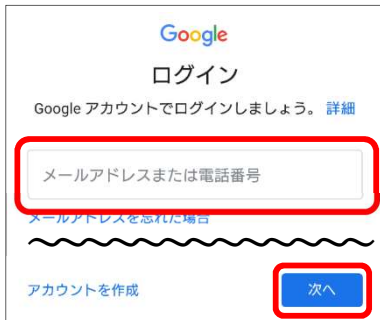 Google
ログイン
Google アカウントでログインしましょう。 詳細
メールアドレスまたは電話番号
メールアドレスを忘れた場合
アカウントを作成
次へ